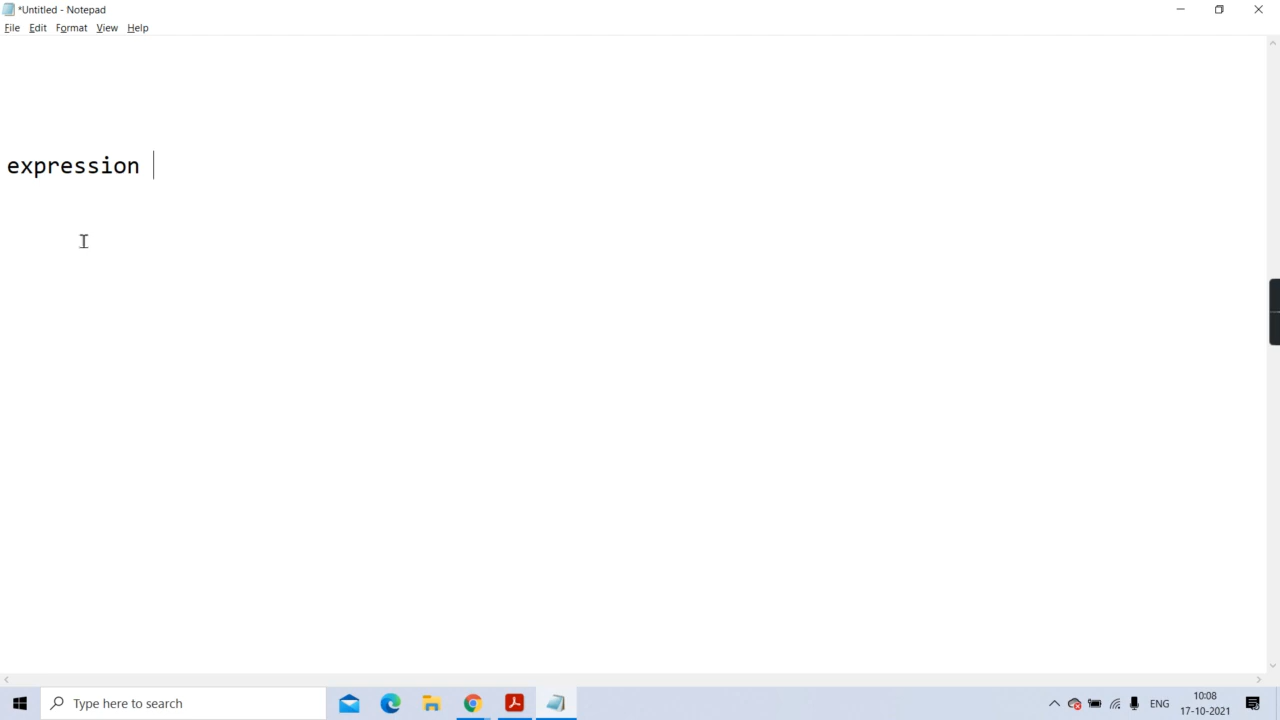 *Untitled - Notepad
File Edit Format View Help
expression
Type here to search
ENG
10:08
17-10-2021